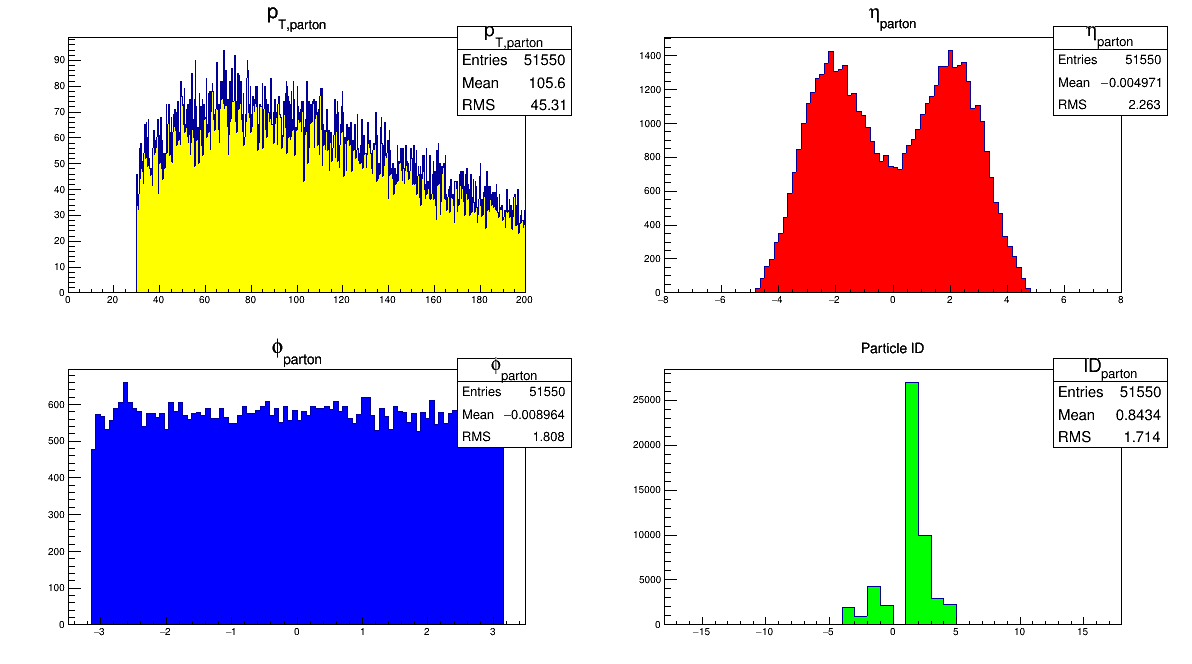 p_T,parton
p_T,parton
Entries 51550
Mean 105.6
RMS 45.31
90
80
70
60
50
40
30
20
10
0
0 20 40 60 80 100 120 140 160 180 200
η_parton
η_parton
Entries 51550
Mean −0.004971
RMS 2.263
1400
1200
1000
800
600
400
200
0
−8 −6 −4 −2 0 2 4 6 8
ϕ_parton
ϕ_parton
Entries 51550
Mean −0.008964
RMS 1.808
600
500
400
300
200
100
0
−3 −2 −1 0 1 2 3
Particle ID
ID_parton
Entries 51550
Mean 0.8434
RMS 1.714
25000
20000
15000
10000
5000
0
−15 −10 −5 0 5 10 15